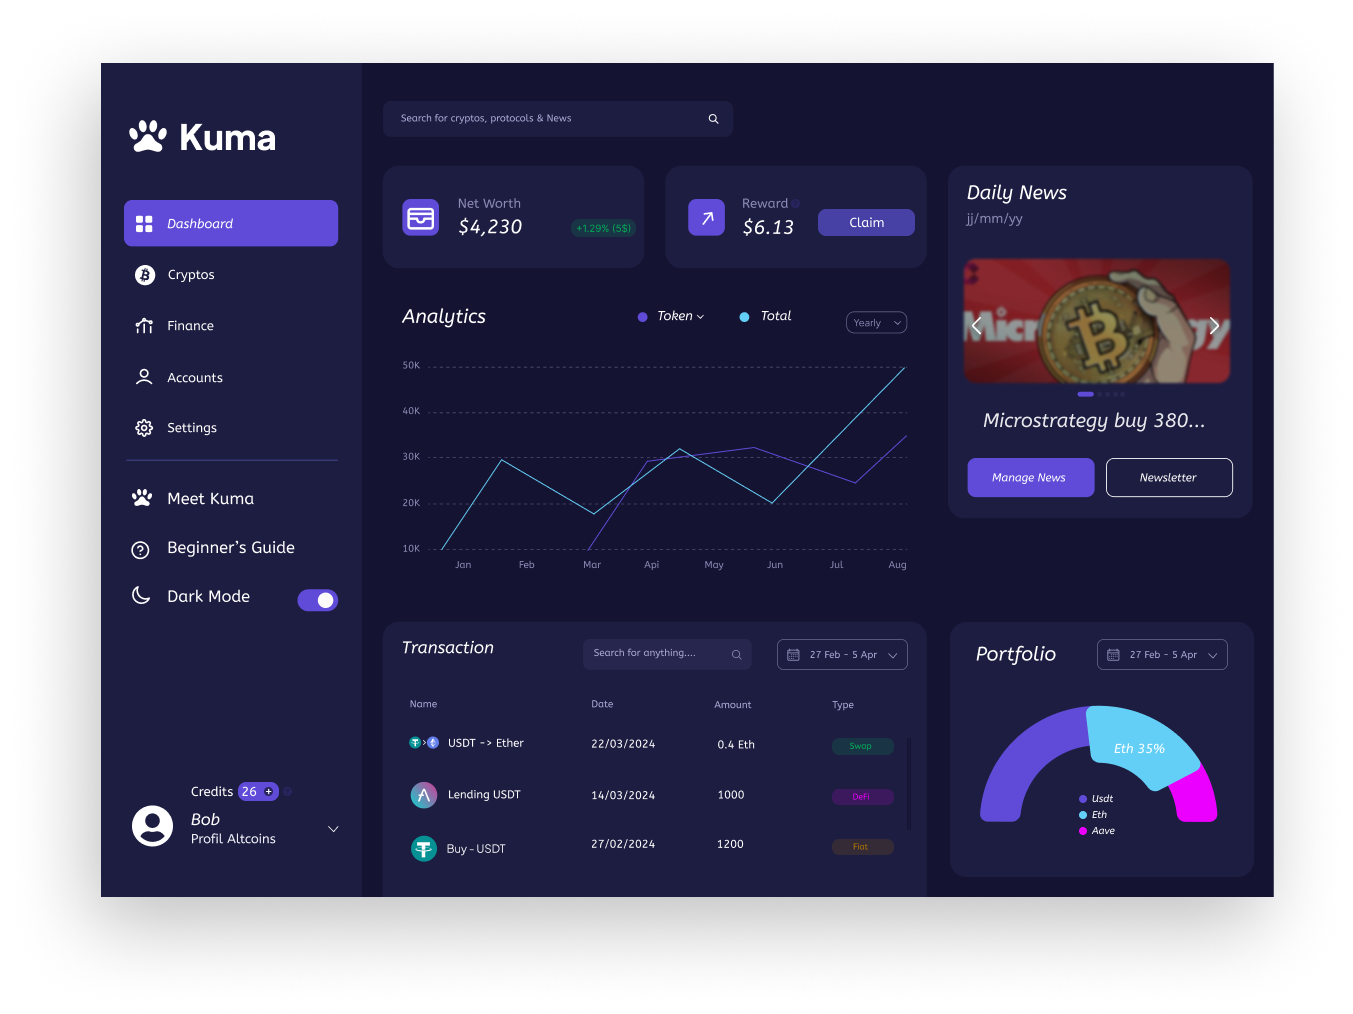 Kuma
Dashboard
Cryptos
Finance
Accounts
Settings
Meet Kuma
Beginner's Guide
Dark Mode
Credits 26 +
Bob
Profil Altcoins
Search for cryptos, protocols & News
Net Worth
$4,230
+1.29% (5$)
Reward
$6.13
Claim
Analytics
Token
Total
Yearly
50K
40K
30K
20K
10K
Jan Feb Mar Api May Jun Jul Aug
Daily News
jj/mm/yy
Micr gy
Microstrategy buy 380...
Manage News
Newsletter
Transaction
Search for anything....
27 Feb - 5 Apr
Name Date Amount Type
USDT -> Ether 22/03/2024 0.4 Eth Swap
Lending USDT 14/03/2024 1000 DeFi
Buy - USDT 27/02/2024 1200 Fiat
Portfolio
27 Feb - 5 Apr
Eth 35%
Usdt
Eth
Aave